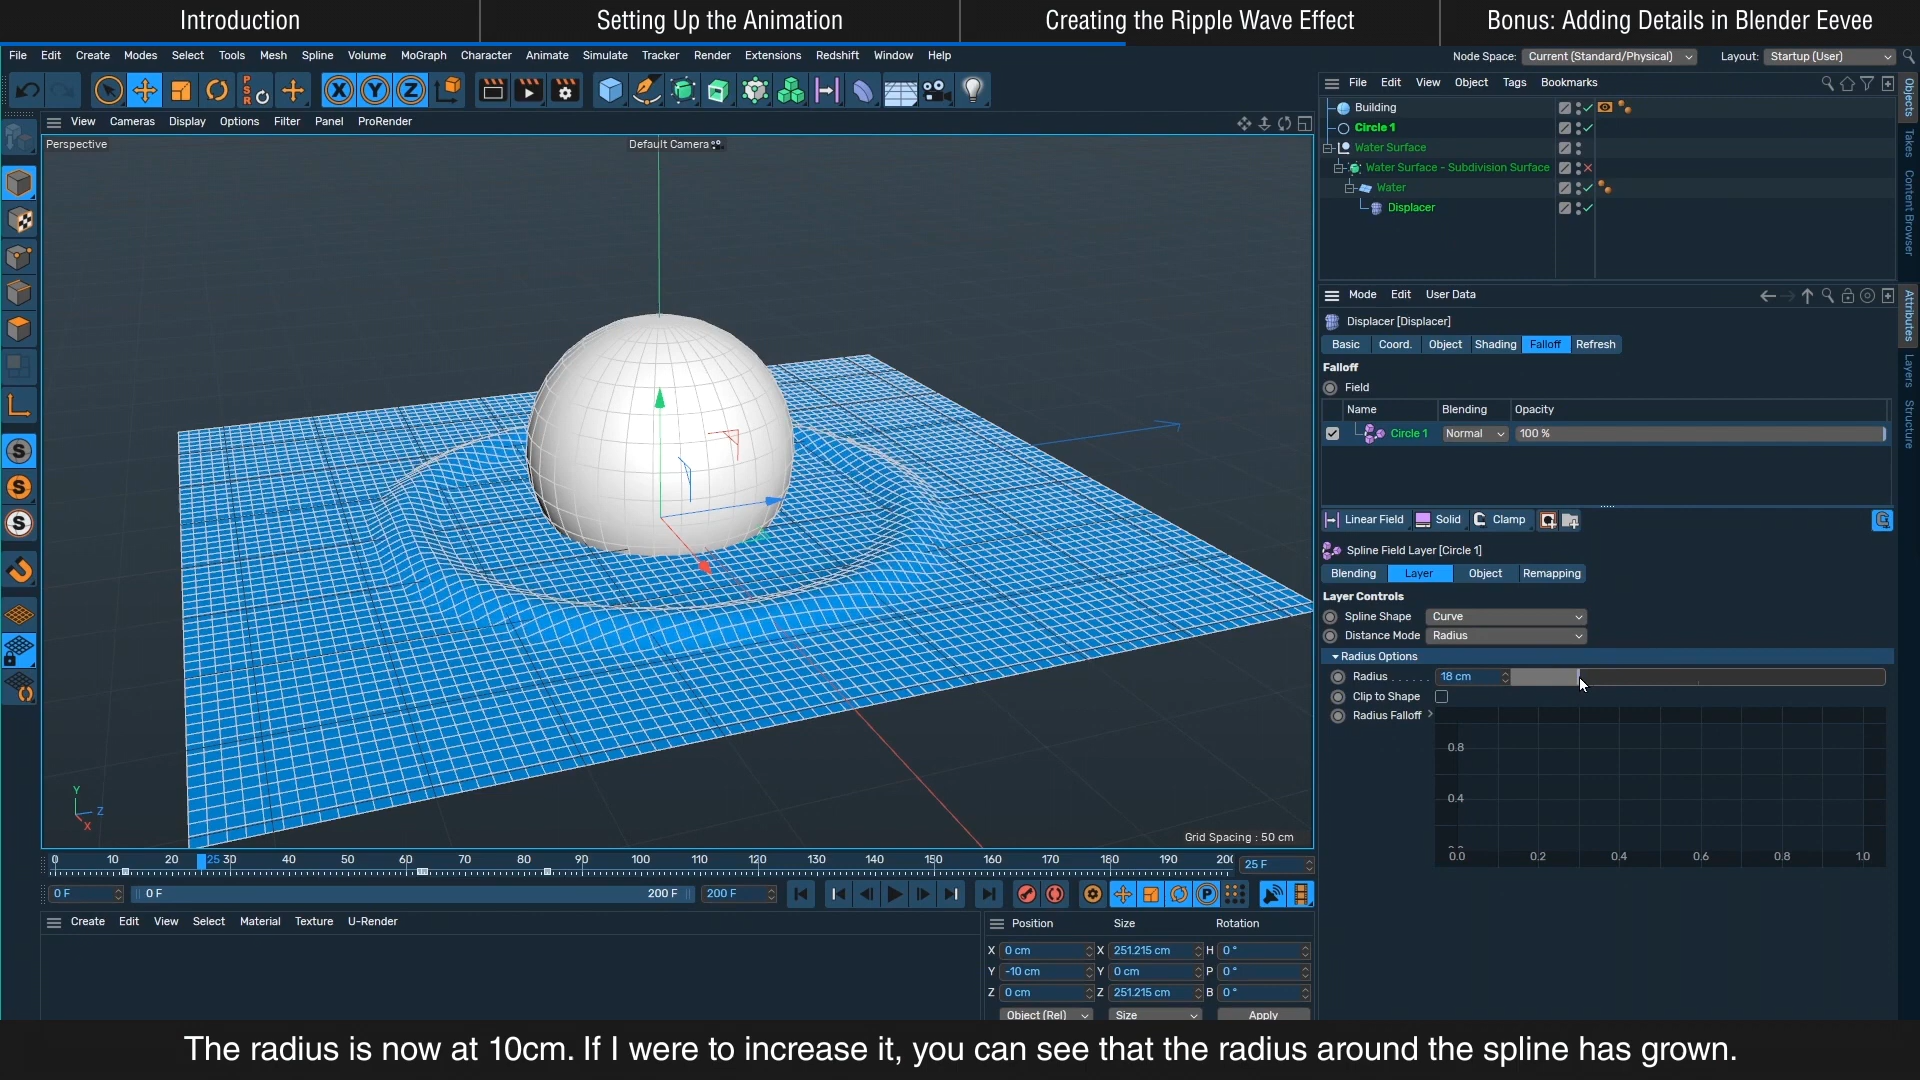 Introduction
Setting Up the Animation
Creating the Ripple Wave Effect
Bonus: Adding Details in Blender Eevee
File Edit Create Modes Select Tools Mesh Spline Volume MoGraph Character Animate Simulate Tracker Render Extensions Redshift Window Help
Node Space: Current (Standard/Physical) Layout: Startup (User)
P
S
R
X Y Z
File Edit View Object Tags Bookmarks
View Cameras Display Options Filter Panel ProRender
Perspective
Default Camera
Building
Circle 1
Water Surface
Water Surface - Subdivision Surface
Water
Displacer
Objects
Takes
Content Browser
Mode Edit User Data
Attributes
Layers
Structure
Displacer [Displacer]
Basic Coord. Object Shading Falloff Refresh
Falloff
Field
Name Blending Opacity
Circle 1 Normal 100 %
Linear Field Solid Clamp
Spline Field Layer [Circle 1]
Blending Layer Object Remapping
Layer Controls
Spline Shape Curve
Distance Mode Radius
Radius Options
Radius . . . . . . 18 cm
Clip to Shape
Radius Falloff
0.8
0.4
0.0 0.2 0.4 0.6 0.8 1.0
S
S
S
Y
Z
X
Grid Spacing : 50 cm
0 10 20 25 30 40 50 60 70 80 90 100 110 120 130 140 150 160 170 180 190 200
25 F
0 F 0 F 200 F 200 F
P
Create Edit View Select Material Texture U-Render
Position Size Rotation
X 0 cm X 251.215 cm H 0 °
Y -10 cm Y 0 cm P 0 °
Z 0 cm Z 251.215 cm B 0 °
Object (Rel) Size Apply
The radius is now at 10cm. If I were to increase it, you can see that the radius around the spline has grown.